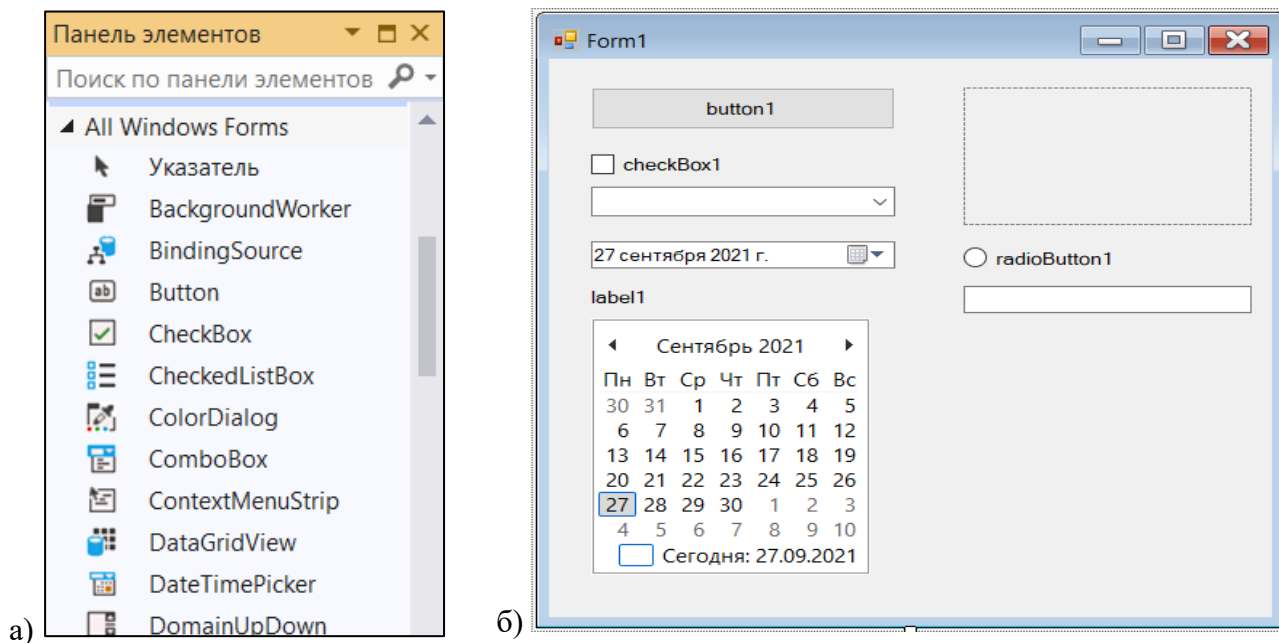 Панель элементов
Поиск по панели элементов
All Windows Forms
Указатель
BackgroundWorker
BindingSource
Button
CheckBox
CheckedListBox
ColorDialog
ComboBox
ContextMenuStrip
DataGridView
DateTimePicker
DomainUpDown
а)
Form1
button1
checkBox1
27 сентября 2021 г.
label1
Сентябрь 2021
Пн Вт Ср Чт Пт Сб Вс
30 31 1 2 3 4 5
6 7 8 9 10 11 12
13 14 15 16 17 18 19
20 21 22 23 24 25 26
27 28 29 30 1 2 3
4 5 6 7 8 9 10
Сегодня: 27.09.2021
radioButton1
б)